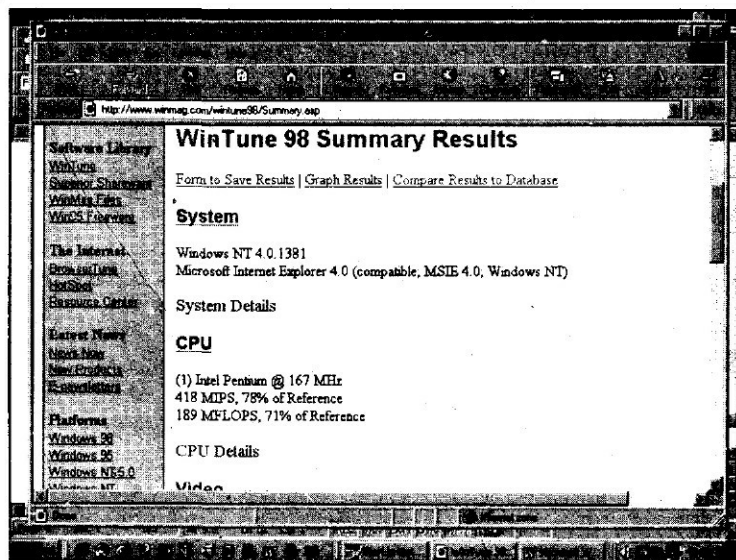 http://www.winmag.com/wintune98/Summary.asp
Software Library
WinTune
Superior Shareware
WinMag Files
Win95 Freeware
The Internet
BrowserTune
HotSpot
Resource Center
Latest News
News Now
New Products
E-newsletters
Platforms
Windows 98
Windows 95
Windows NT5.0
Windows NT
WinTune 98 Summary Results
Form to Save Results | Graph Results | Compare Results to Database
System
Windows NT 4.0.1381
Microsoft Internet Explorer 4.0 (compatible, MSIE 4.0; Windows NT)
System Details
CPU
(1) Intel Pentium @ 167 MHz
418 MIPS, 78% of Reference
189 MFLOPS, 71% of Reference
CPU Details
Video